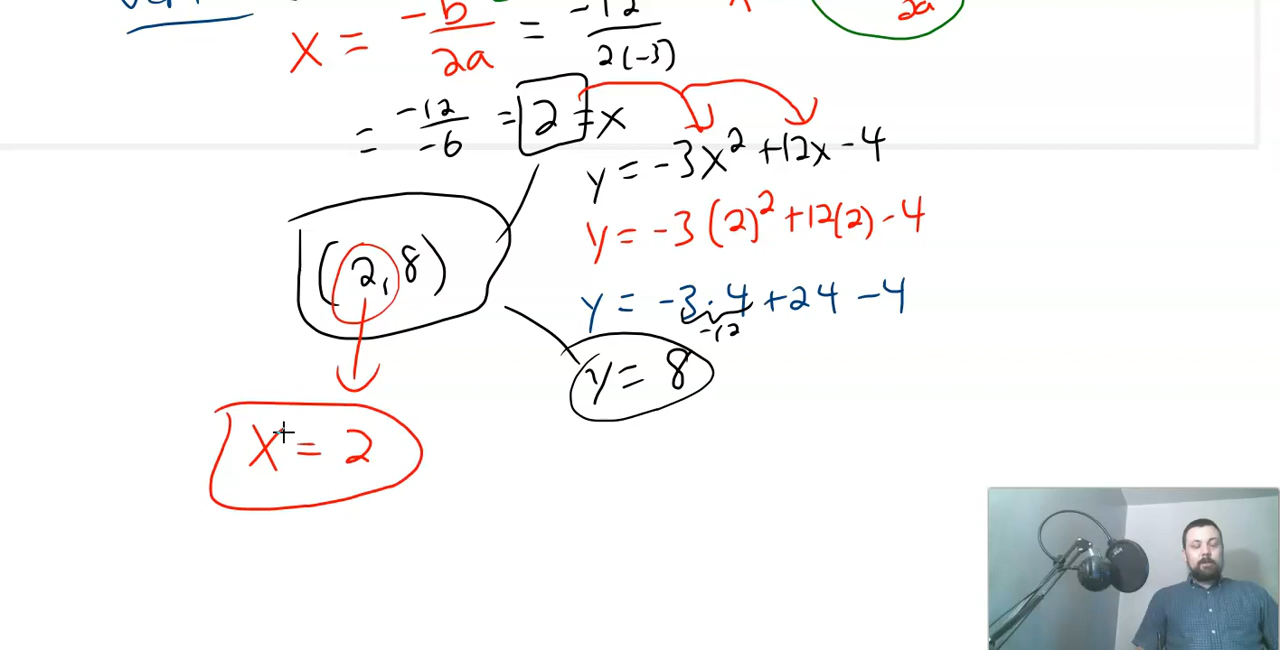 x = -b/2a = -12/2(-3)
2a
= -12/-6 = 2 = x
y = -3x² + 12x - 4
y = -3(2)² + 12(2) - 4
(2, 8)
y = -3·4 + 24 - 4
-12
y = 8
x = 2